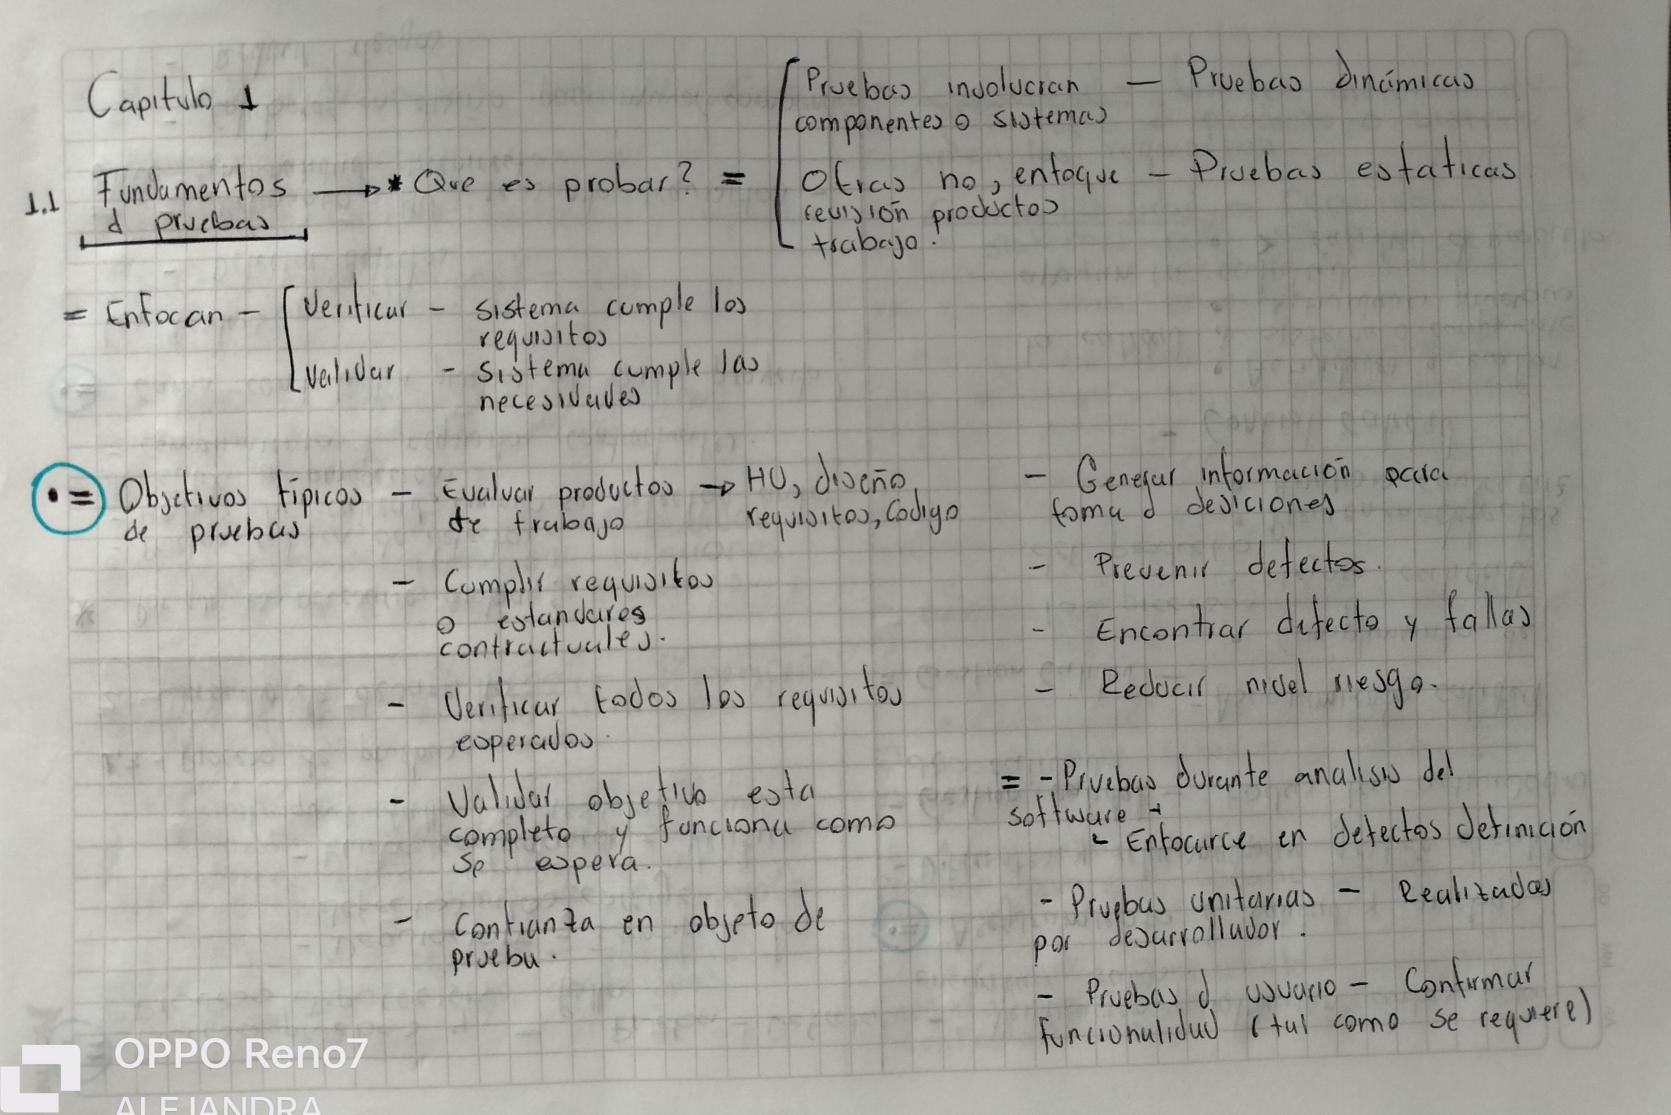 Capitulo 1
1.1 Fundamentos
d pruebas
→ * Que es probar? =
Pruebas involucran — Pruebas dinámicas
componentes o sistemas
Otras no, entoque — Pruebas estaticas
revisión productos
trabajo.
= Enfocan - Verificar - sistema cumple los
requisitos
Validar - sistema cumple las
necesidades
• = Objetivos típicos
de pruebas
- Evaluar productos → HU, diseño,
de trabajo requisitos, Código
- Cumplir requisitos
o estandares
contractuales.
- Verificar todos los requisitos
esperados.
- Validar objetivo esta
completo y funciona como
se espera.
- Confianza en objeto de
prueba.
- Generar información para
toma d desiciones
- Prevenir defectos.
- Encontrar defecto y fallas
- Reducir nivel riesgo.
= - Pruebas durante analisis del
software -
- Enfocarce en defectos definición
- Pruebas unitarias - Realizadas
por desarrollador.
- Pruebas d usuario - Confirmar
funcionalidad (tal como se requiere)
OPPO Reno7
ALEJANDRA